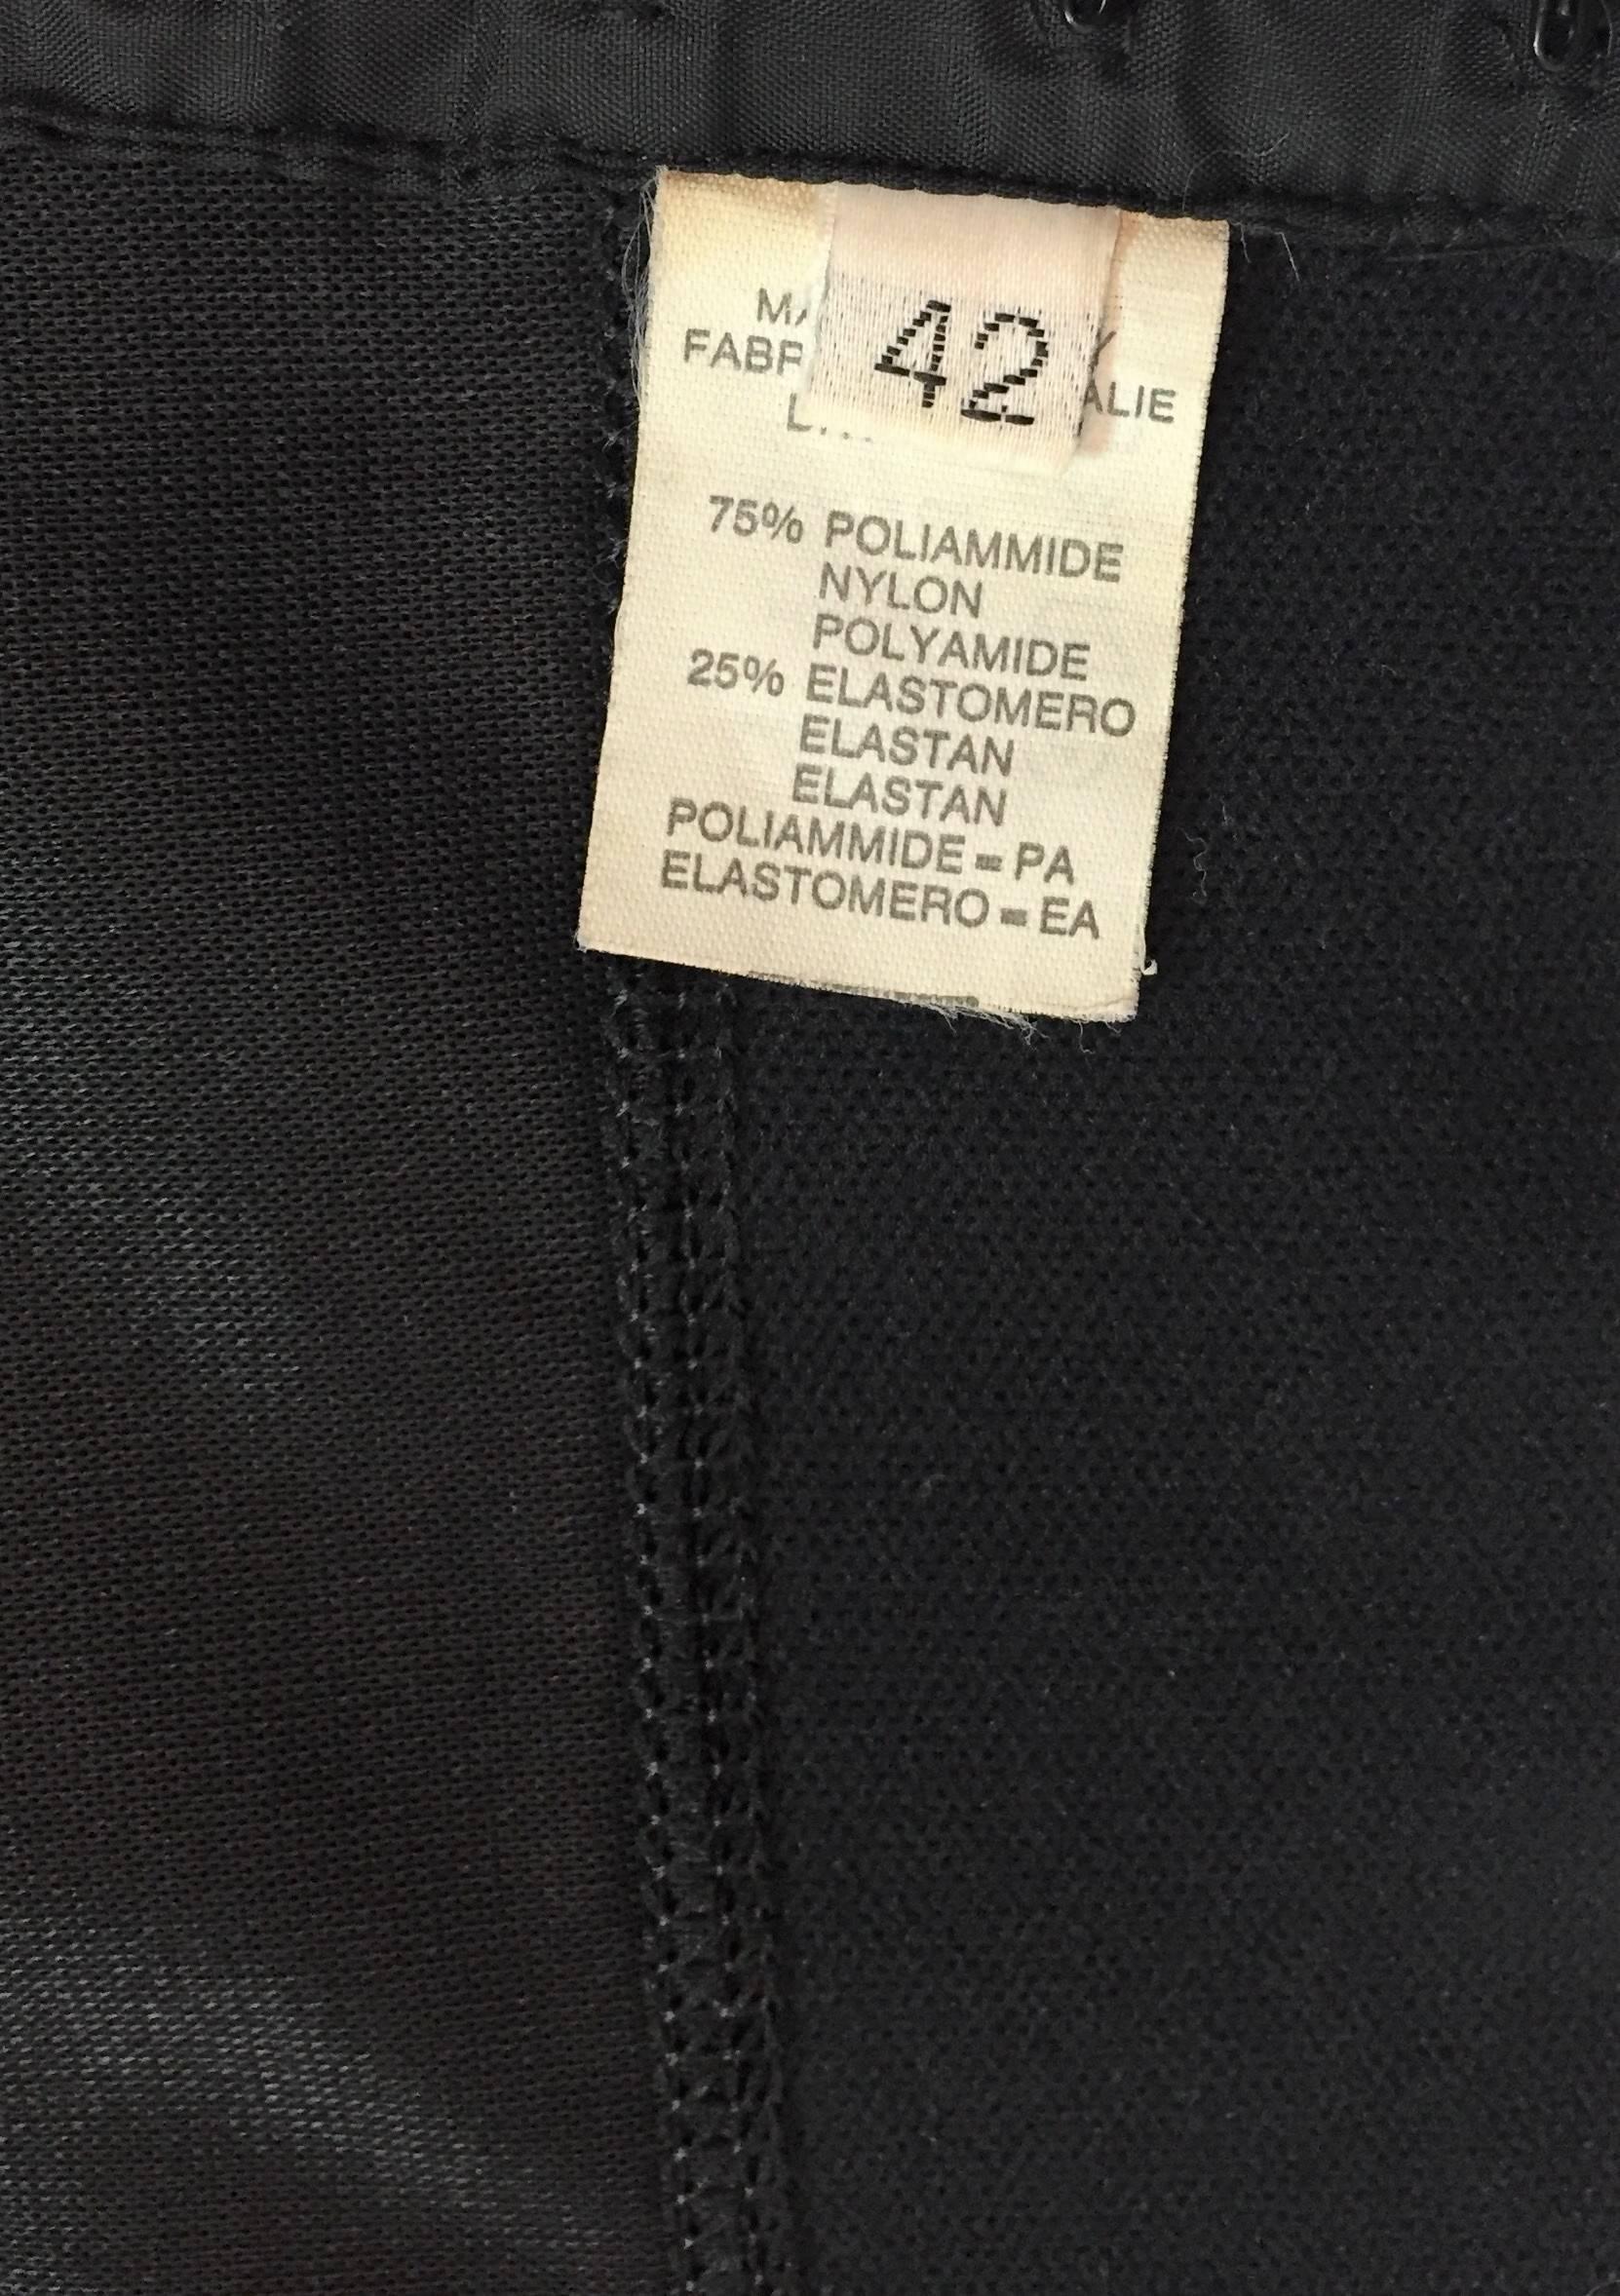 42
75% POLIAMMIDE
NYLON
POLYAMIDE
25% ELASTOMERO
ELASTAN
ELASTAN
POLIAMMIDE = PA
ELASTOMERO = EA